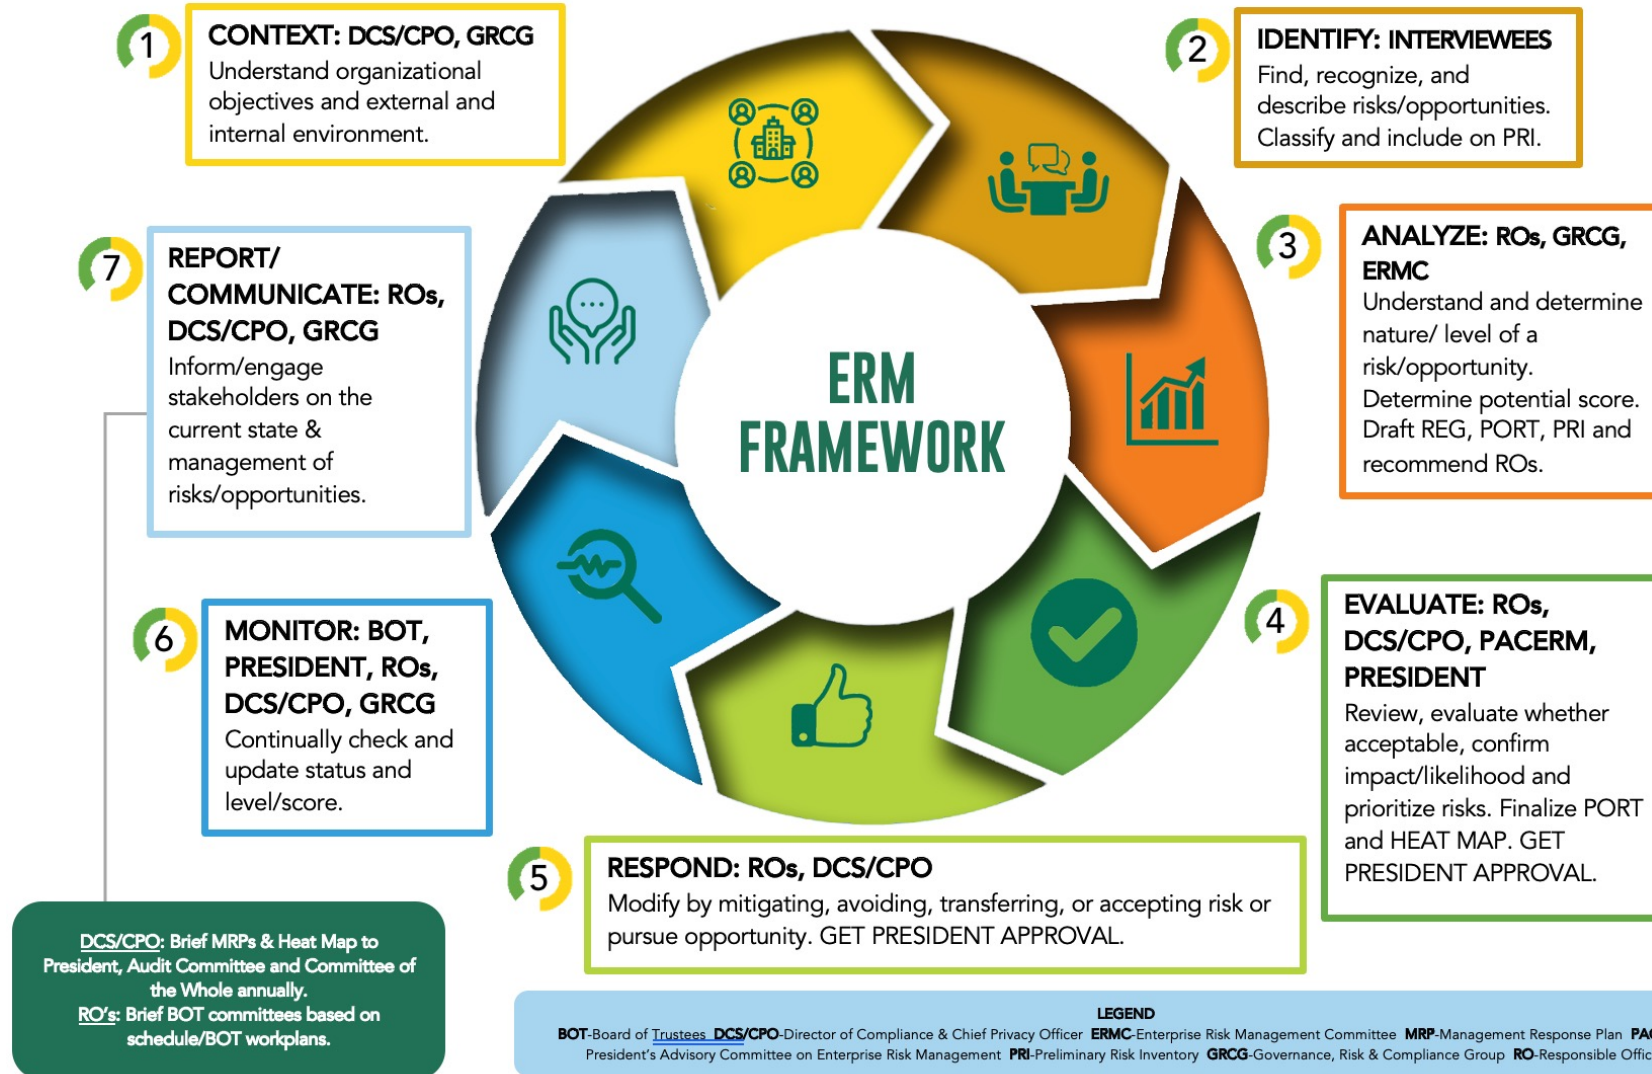 1
CONTEXT: DCS/CPO, GRCG
Understand organizational
objectives and external and
internal environment.
2
IDENTIFY: INTERVIEWEES
Find, recognize, and
describe risks/opportunities.
Classify and include on PRI.
3
ANALYZE: ROs, GRCG,
ERMC
Understand and determine
nature/ level of a
risk/opportunity.
Determine potential score.
Draft REG, PORT, PRI and
recommend ROs.
ERM
FRAMEWORK
4
EVALUATE: ROs,
DCS/CPO, PACERM,
PRESIDENT
Review, evaluate whether
acceptable, confirm
impact/likelihood and
prioritize risks. Finalize PORT
and HEAT MAP. GET
PRESIDENT APPROVAL.
5
RESPOND: ROs, DCS/CPO
Modify by mitigating, avoiding, transferring, or accepting risk or
pursue opportunity. GET PRESIDENT APPROVAL.
6
MONITOR: BOT,
PRESIDENT, ROs,
DCS/CPO, GRCG
Continually check and
update status and
level/score.
7
REPORT/
COMMUNICATE: ROs,
DCS/CPO, GRCG
Inform/engage
stakeholders on the
current state &
management of
risks/opportunities.
DCS/CPO: Brief MRPs & Heat Map to
President, Audit Committee and Committee of
the Whole annually.
RO's: Brief BOT committees based on
schedule/BOT workplans.
LEGEND
BOT-Board of Trustees DCS/CPO-Director of Compliance & Chief Privacy Officer ERMC-Enterprise Risk Management Committee MRP-Management Response Plan
President's Advisory Committee on Enterprise Risk Management PRI-Preliminary Risk Inventory GRCG-Governance, Risk & Compliance Group RO-Responsible